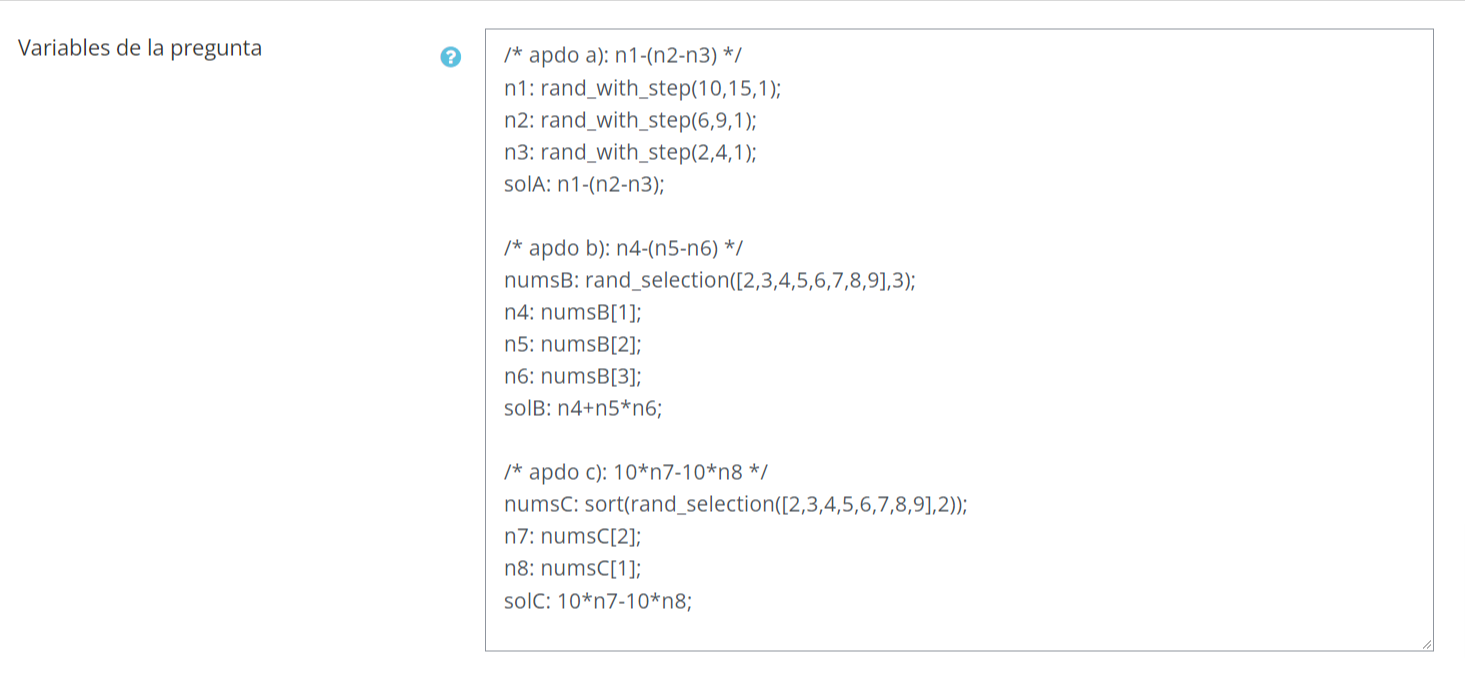 Variables de la pregunta
?
/* apdo a): n1-(n2-n3) */
n1: rand_with_step(10,15,1);
n2: rand_with_step(6,9,1);
n3: rand_with_step(2,4,1);
solA: n1-(n2-n3);
/* apdo b): n4-(n5-n6) */
numsB: rand_selection([2,3,4,5,6,7,8,9],3);
n4: numsB[1];
n5: numsB[2];
n6: numsB[3];
solB: n4+n5*n6;
/* apdo c): 10*n7-10*n8 */
numsC: sort(rand_selection([2,3,4,5,6,7,8,9],2));
n7: numsC[2];
n8: numsC[1];
solC: 10*n7-10*n8;